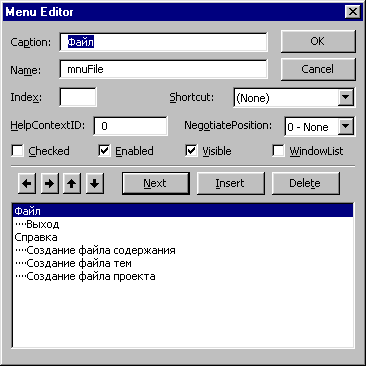 Menu Editor
Caption: Файл OK
Name: mnuFile Cancel
Index: Shortcut: (None)
HelpContextID: 0 NegotiatePosition: 0 - None
Checked Enabled Visible WindowList
Next Insert Delete
Файл
····Выход
Справка
····Создание файла содержания
····Создание файла тем
····Создание файла проекта